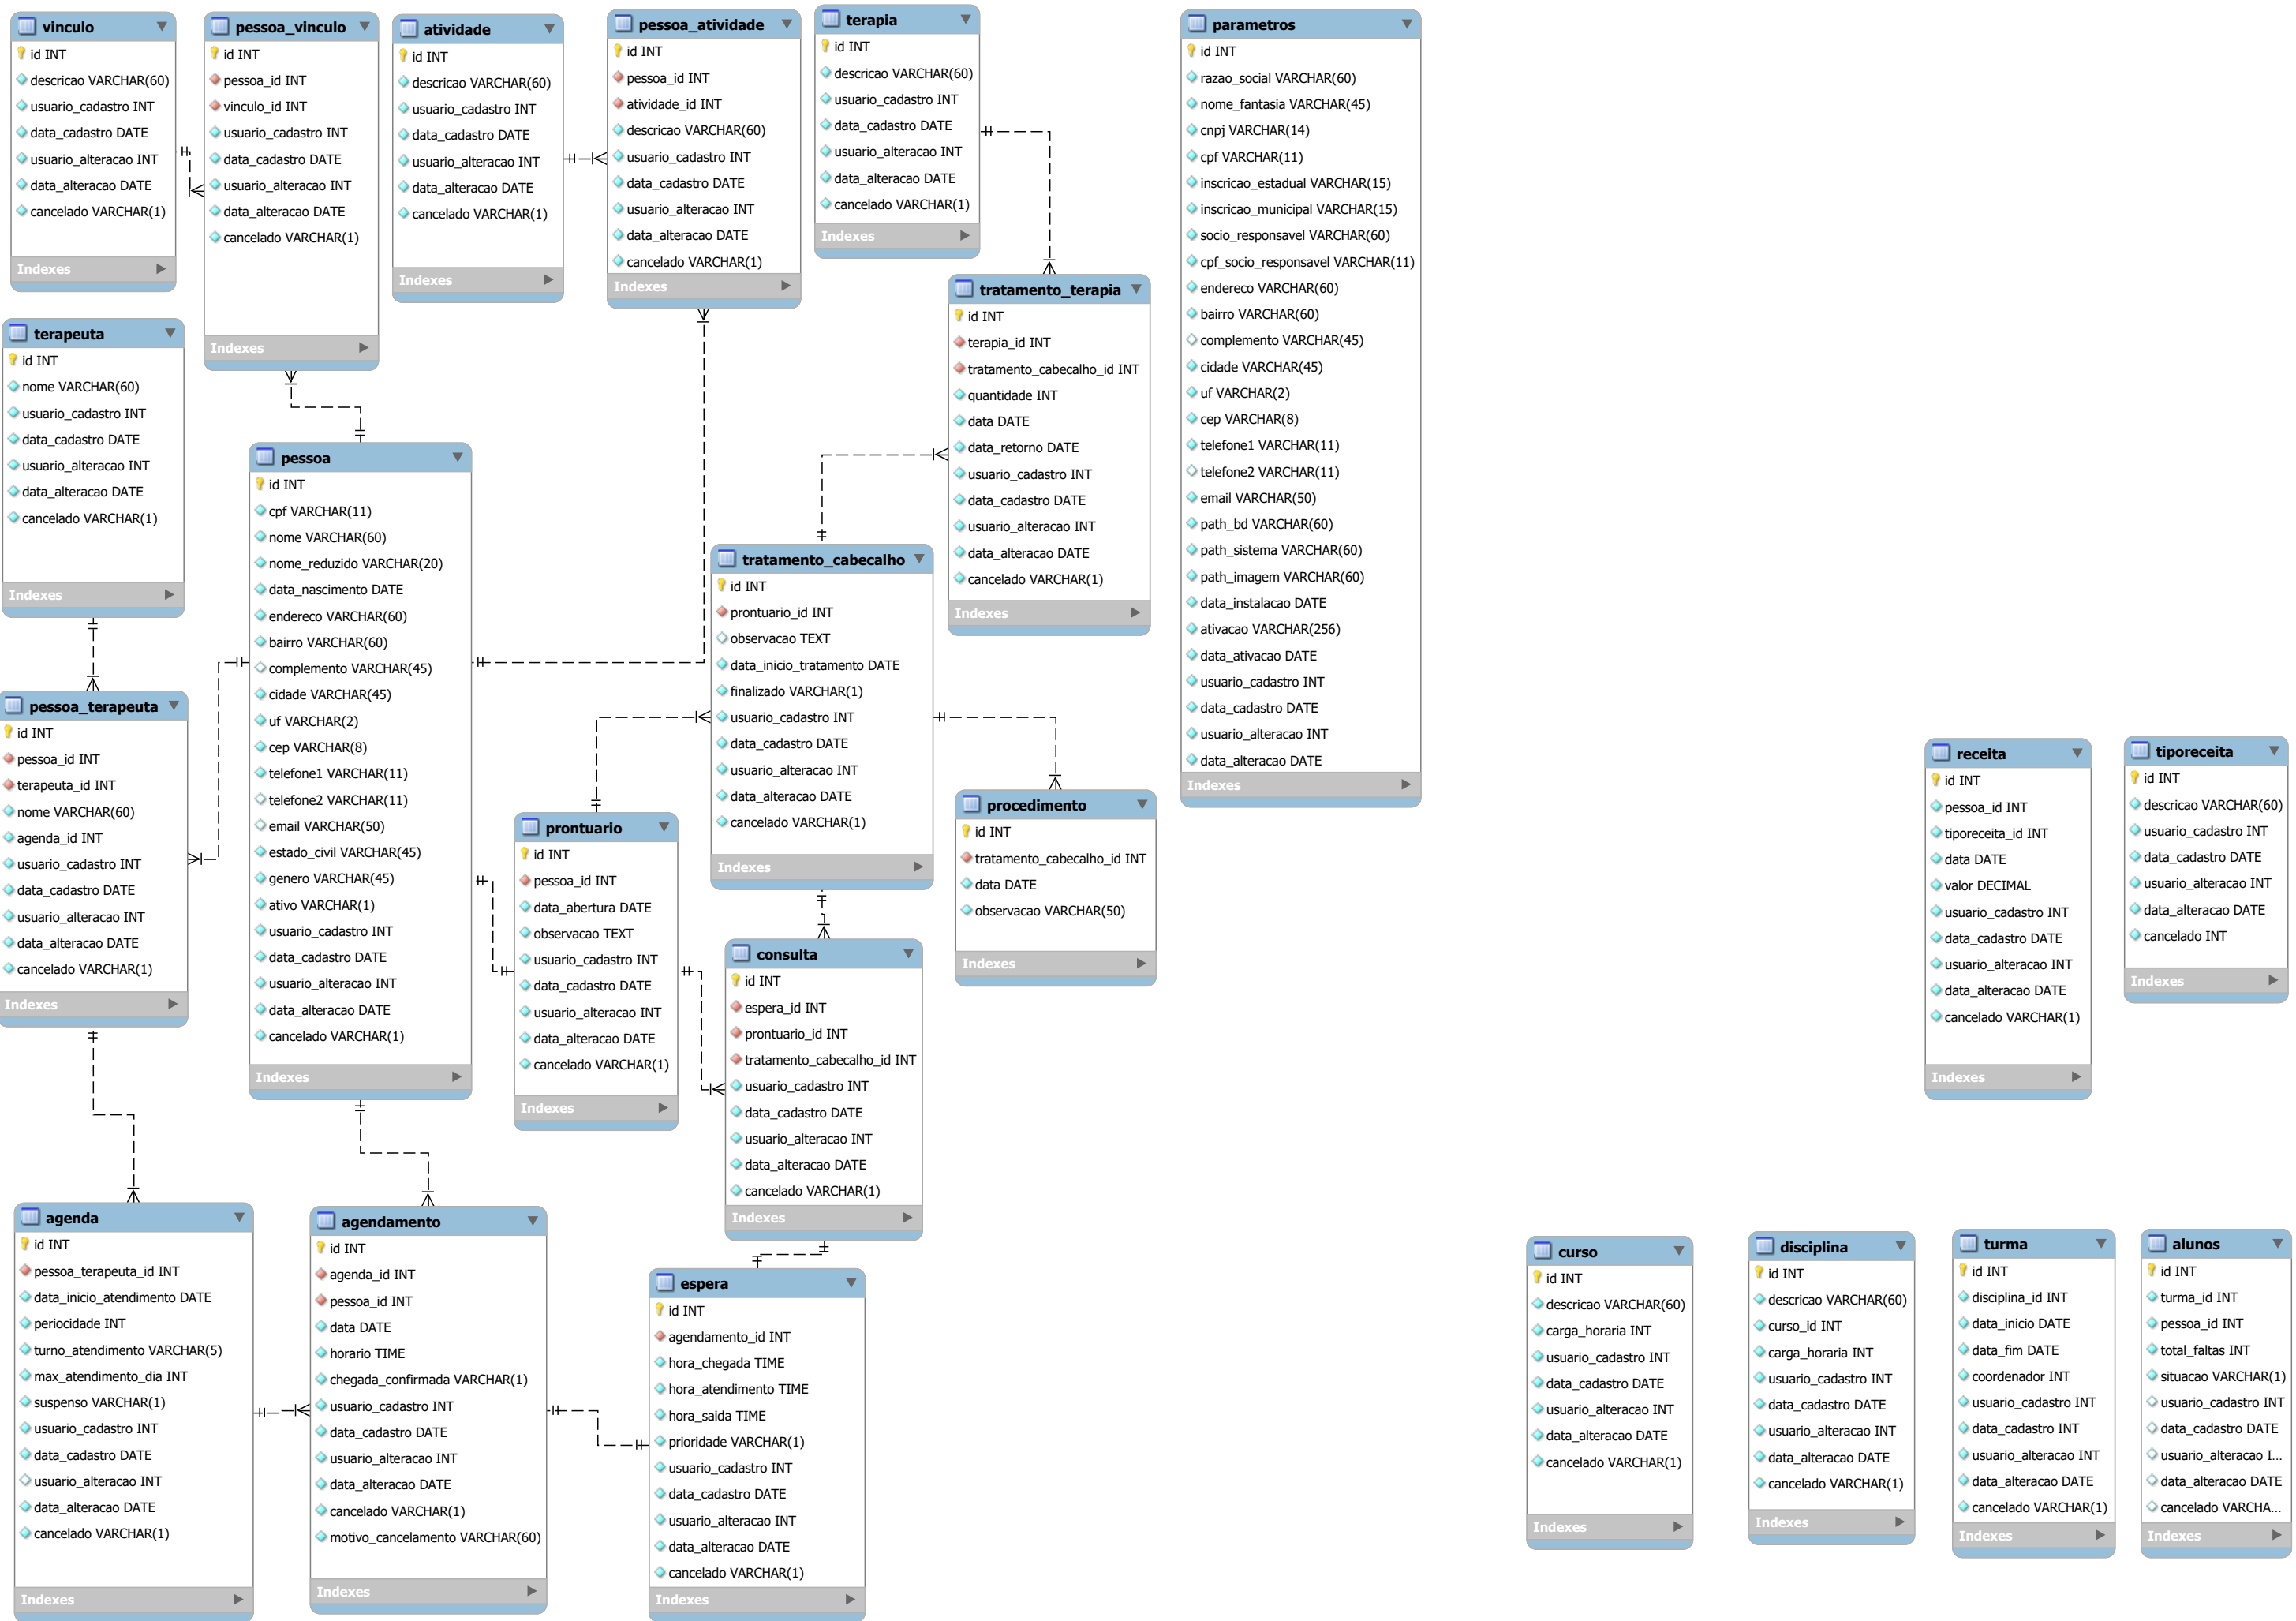 vinculo
id INT
descricao VARCHAR(60)
usuario_cadastro INT
data_cadastro DATE
usuario_alteracao INT
data_alteracao DATE
cancelado VARCHAR(1)
Indexes
pessoa_vinculo
id INT
pessoa_id INT
vinculo_id INT
usuario_cadastro INT
data_cadastro DATE
usuario_alteracao INT
data_alteracao DATE
cancelado VARCHAR(1)
Indexes
atividade
id INT
descricao VARCHAR(60)
usuario_cadastro INT
data_cadastro DATE
usuario_alteracao INT
data_alteracao DATE
cancelado VARCHAR(1)
Indexes
pessoa_atividade
id INT
pessoa_id INT
atividade_id INT
descricao VARCHAR(60)
usuario_cadastro INT
data_cadastro DATE
usuario_alteracao INT
data_alteracao DATE
cancelado VARCHAR(1)
Indexes
terapia
id INT
descricao VARCHAR(60)
usuario_cadastro INT
data_cadastro DATE
usuario_alteracao INT
data_alteracao DATE
cancelado VARCHAR(1)
Indexes
parametros
id INT
razao_social VARCHAR(60)
nome_fantasia VARCHAR(45)
cnpj VARCHAR(14)
cpf VARCHAR(11)
inscricao_estadual VARCHAR(15)
inscricao_municipal VARCHAR(15)
socio_responsavel VARCHAR(60)
cpf_socio_responsavel VARCHAR(11)
endereco VARCHAR(60)
bairro VARCHAR(60)
complemento VARCHAR(45)
cidade VARCHAR(45)
uf VARCHAR(2)
cep VARCHAR(8)
telefone1 VARCHAR(11)
telefone2 VARCHAR(11)
email VARCHAR(50)
path_bd VARCHAR(60)
path_sistema VARCHAR(60)
path_imagem VARCHAR(60)
data_instalacao DATE
ativacao VARCHAR(256)
data_ativacao DATE
usuario_cadastro INT
data_cadastro DATE
usuario_alteracao INT
data_alteracao DATE
Indexes
tratamento_terapia
id INT
terapia_id INT
tratamento_cabecalho_id INT
quantidade INT
data DATE
data_retorno DATE
usuario_cadastro INT
data_cadastro DATE
usuario_alteracao INT
data_alteracao DATE
cancelado VARCHAR(1)
Indexes
terapeuta
id INT
nome VARCHAR(60)
usuario_cadastro INT
data_cadastro DATE
usuario_alteracao INT
data_alteracao DATE
cancelado VARCHAR(1)
Indexes
pessoa
id INT
cpf VARCHAR(11)
nome VARCHAR(60)
nome_reduzido VARCHAR(20)
data_nascimento DATE
endereco VARCHAR(60)
bairro VARCHAR(60)
complemento VARCHAR(45)
cidade VARCHAR(45)
uf VARCHAR(2)
cep VARCHAR(8)
telefone1 VARCHAR(11)
telefone2 VARCHAR(11)
email VARCHAR(50)
estado_civil VARCHAR(45)
genero VARCHAR(45)
ativo VARCHAR(1)
usuario_cadastro INT
data_cadastro DATE
usuario_alteracao INT
data_alteracao DATE
cancelado VARCHAR(1)
Indexes
tratamento_cabecalho
id INT
prontuario_id INT
observacao TEXT
data_inicio_tratamento DATE
finalizado VARCHAR(1)
usuario_cadastro INT
data_cadastro DATE
usuario_alteracao INT
data_alteracao DATE
cancelado VARCHAR(1)
Indexes
pessoa_terapeuta
id INT
pessoa_id INT
terapeuta_id INT
nome VARCHAR(60)
agenda_id INT
usuario_cadastro INT
data_cadastro DATE
usuario_alteracao INT
data_alteracao DATE
cancelado VARCHAR(1)
Indexes
prontuario
id INT
pessoa_id INT
data_abertura DATE
observacao TEXT
usuario_cadastro INT
data_cadastro DATE
usuario_alteracao INT
data_alteracao DATE
cancelado VARCHAR(1)
Indexes
procedimento
id INT
tratamento_cabecalho_id INT
data DATE
observacao VARCHAR(50)
Indexes
receita
id INT
pessoa_id INT
tiporeceita_id INT
data DATE
valor DECIMAL
usuario_cadastro INT
data_cadastro DATE
usuario_alteracao INT
data_alteracao DATE
cancelado VARCHAR(1)
Indexes
tiporeceita
id INT
descricao VARCHAR(60)
usuario_cadastro INT
data_cadastro DATE
usuario_alteracao INT
data_alteracao DATE
cancelado INT
Indexes
consulta
id INT
espera_id INT
prontuario_id INT
tratamento_cabecalho_id INT
usuario_cadastro INT
data_cadastro DATE
usuario_alteracao INT
data_alteracao DATE
cancelado VARCHAR(1)
Indexes
agenda
id INT
pessoa_terapeuta_id INT
data_inicio_atendimento DATE
periocidade INT
turno_atendimento VARCHAR(5)
max_atendimento_dia INT
suspenso VARCHAR(1)
usuario_cadastro INT
data_cadastro DATE
usuario_alteracao INT
data_alteracao DATE
cancelado VARCHAR(1)
Indexes
agendamento
id INT
agenda_id INT
pessoa_id INT
data DATE
horario TIME
chegada_confirmada VARCHAR(1)
usuario_cadastro INT
data_cadastro DATE
usuario_alteracao INT
data_alteracao DATE
cancelado VARCHAR(1)
motivo_cancelamento VARCHAR(60)
Indexes
espera
id INT
agendamento_id INT
hora_chegada TIME
hora_atendimento TIME
hora_saida TIME
prioridade VARCHAR(1)
usuario_cadastro INT
data_cadastro DATE
usuario_alteracao INT
data_alteracao DATE
cancelado VARCHAR(1)
Indexes
curso
id INT
descricao VARCHAR(60)
carga_horaria INT
usuario_cadastro INT
data_cadastro DATE
usuario_alteracao INT
data_alteracao DATE
cancelado VARCHAR(1)
Indexes
disciplina
id INT
descricao VARCHAR(60)
curso_id INT
carga_horaria INT
usuario_cadastro INT
data_cadastro DATE
usuario_alteracao INT
data_alteracao DATE
cancelado VARCHAR(1)
Indexes
turma
id INT
disciplina_id INT
data_inicio DATE
data_fim DATE
coordenador INT
usuario_cadastro INT
data_cadastro INT
usuario_alteracao INT
data_alteracao DATE
cancelado VARCHAR(1)
Indexes
alunos
id INT
turma_id INT
pessoa_id INT
total_faltas INT
situacao VARCHAR(1)
usuario_cadastro INT
data_cadastro DATE
usuario_alteracao I...
data_alteracao DATE
cancelado VARCHA...
Indexes